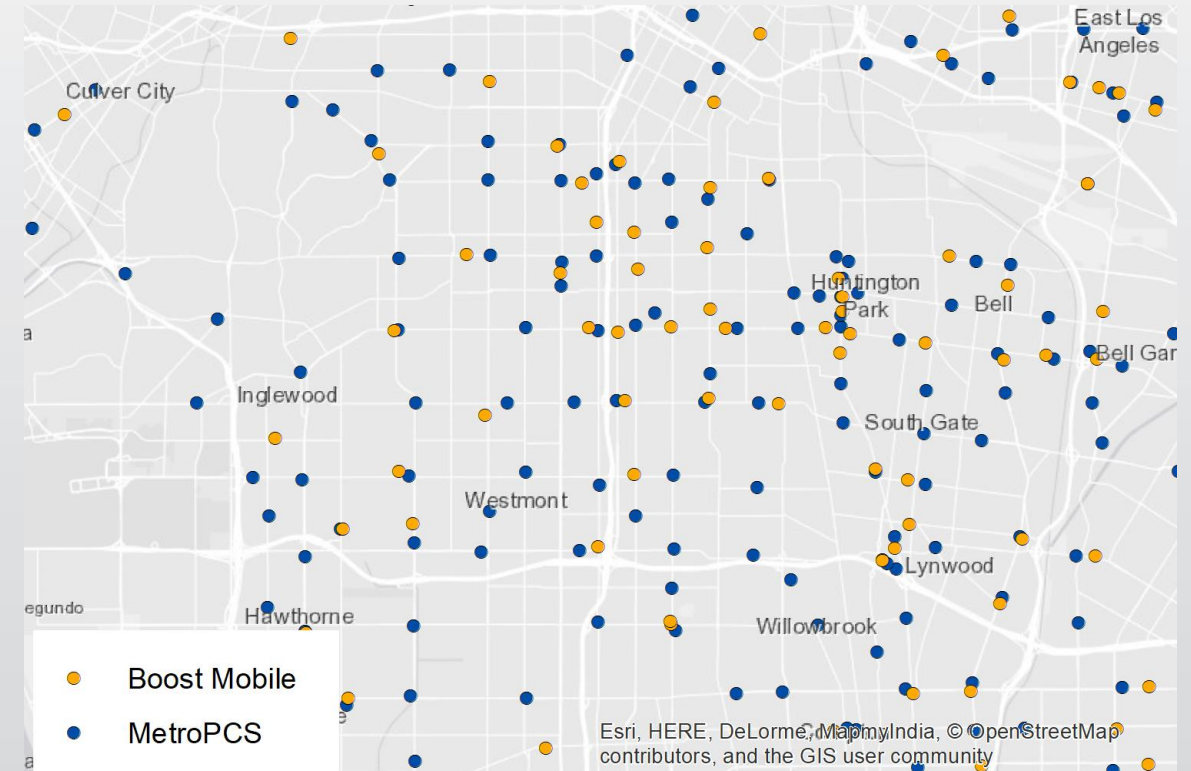 East Los
Angeles
Culver City
Huntington
Park
Bell
a
Bell Gar
Inglewood
South Gate
Westmont
Lynwood
egundo
Hawthorne
Willowbrook
Boost Mobile
MetroPCS
e
a
Esri, HERE, DeLorme, MapmyIndia, © OpenStreetMap
contributors, and the GIS user community